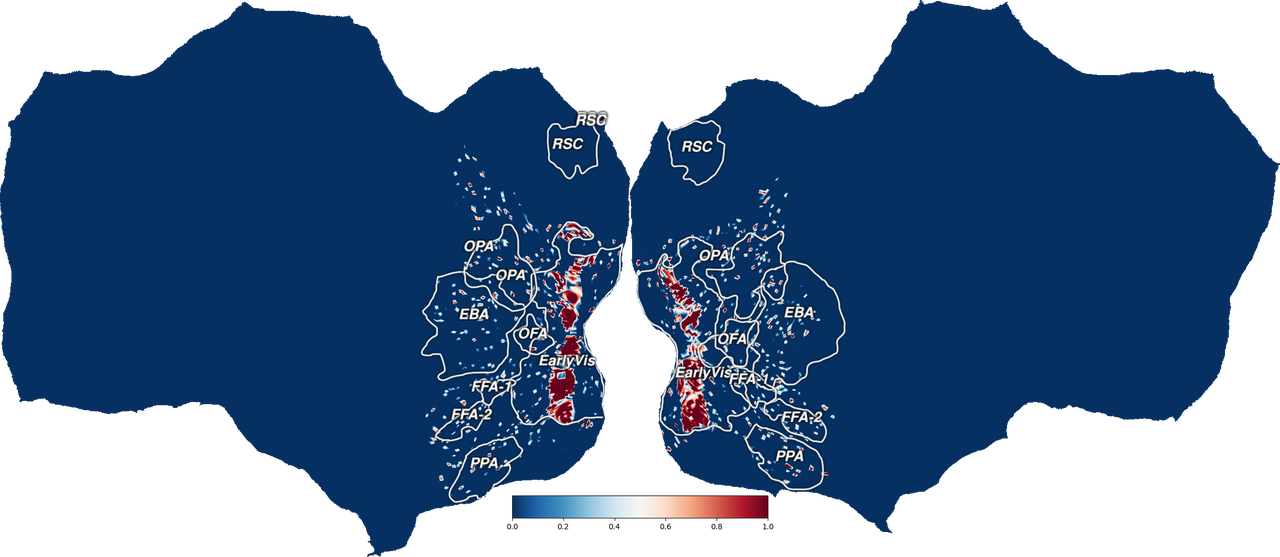 RSC
RSC
RSC
OPA
OPA
OPA
EBA
EBA
OFA
OFA
EarlyVis
EarlyVis
FFA-1
FFA-1
FFA-2
FFA-2
PPA
PPA
0.0 0.2 0.4 0.6 0.8 1.0